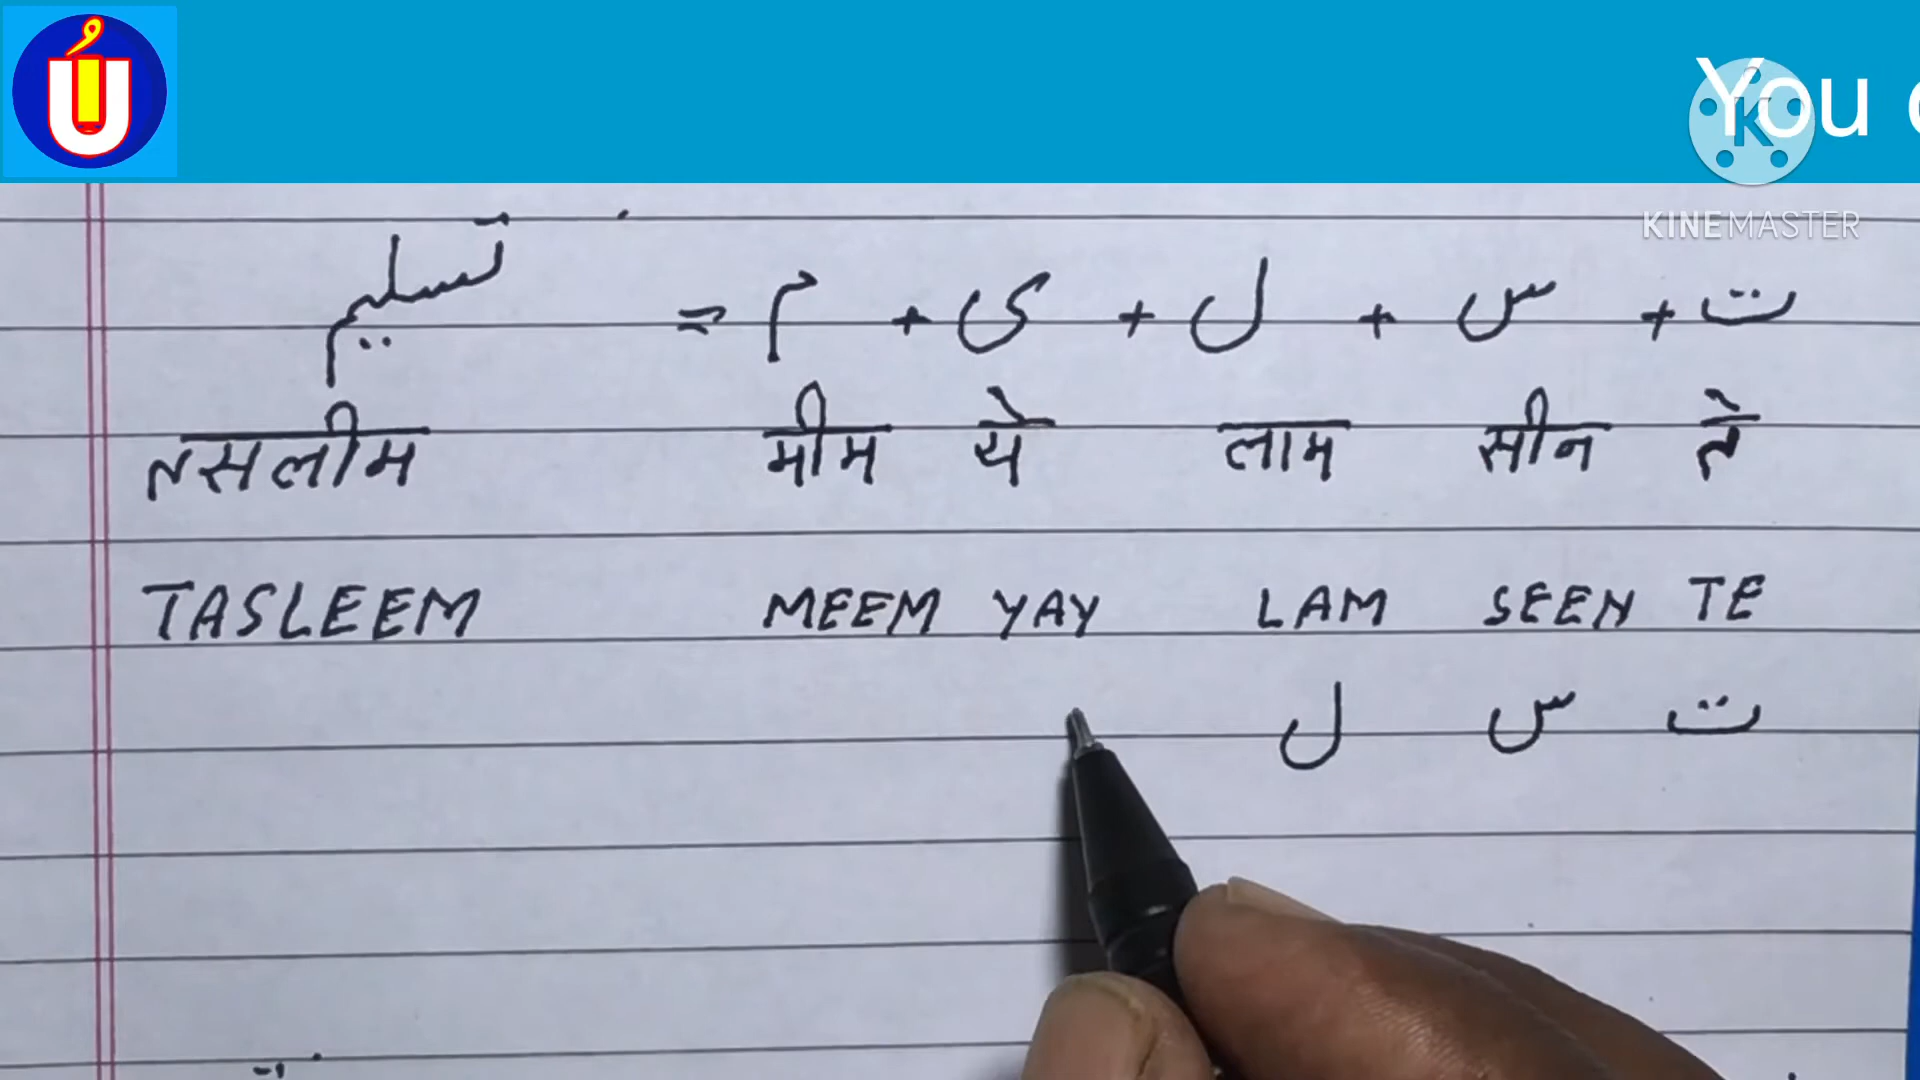 You
KINEMASTER
ت + س + ل + ی + م = تسلیم
तसलीम मीम ये लाम सीन ते
TASLEEM MEEM YAY LAM SEEN TE
ت س ل